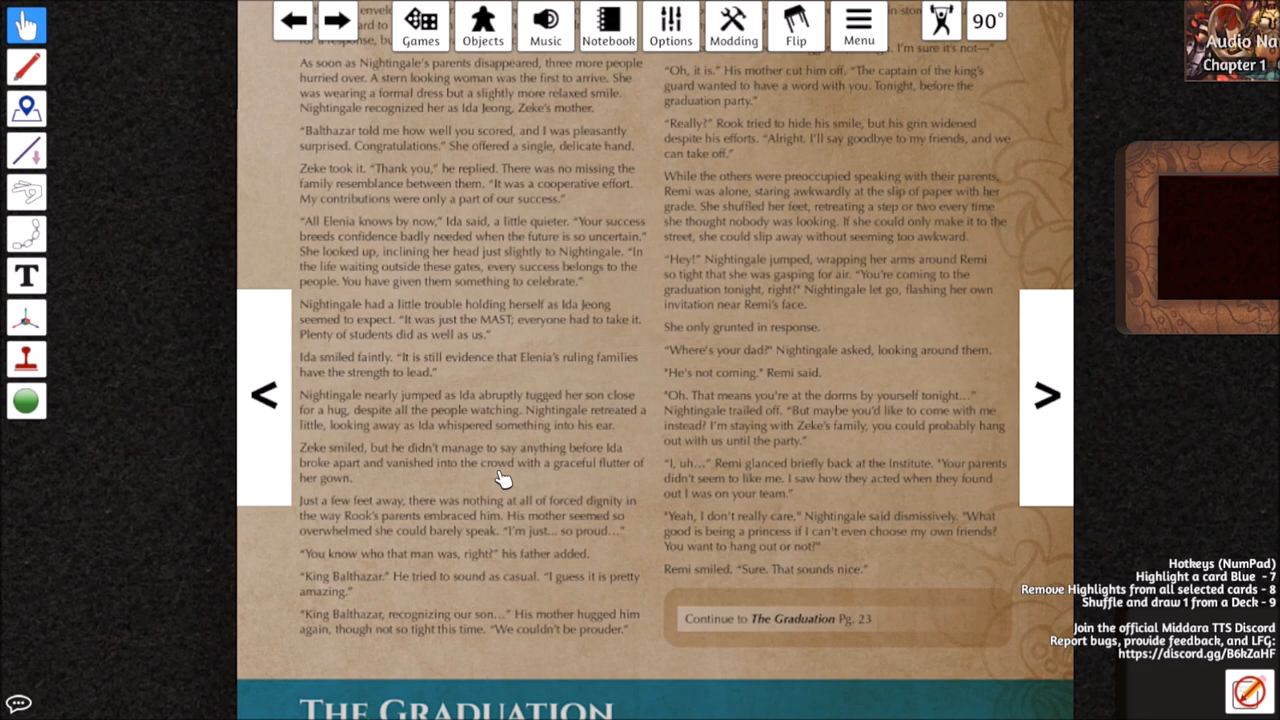 Games
Objects
Music
Notebook
Options
Modding
Flip
Menu
90°
Audio Na
Chapter 1
As soon as Nightingale's parents disappeared, three more people
hurried over. A stern looking woman was the first to arrive. She
was wearing a formal dress but a slightly more relaxed smile.
Nightingale recognized her as Ida Jeong, Zeke's mother.
"Balthazar told me how well you scored, and I was pleasantly
surprised. Congratulations." She offered a single, delicate hand.
Zeke took it. "Thank you," he replied. There was no missing the
family resemblance between them. "It was a cooperative effort.
My contributions were only a part of our success."
"All Elenia knows by now," Ida said, a little quieter. "Your success
breeds confidence badly needed when the future is so uncertain."
She looked up, inclining her head just slightly to Nightingale. "In
the life waiting outside these gates, every success belongs to the
people. You have given them something to celebrate."
Nightingale had a little trouble holding herself as Ida Jeong
seemed to expect. "It was just the MAST; everyone had to take it.
Plenty of students did as well as us."
Ida smiled faintly. "It is still evidence that Elenia's ruling families
have the strength to lead."
Nightingale nearly jumped as Ida abruptly tugged her son close
for a hug, despite all the people watching. Nightingale retreated a
little, looking away as Ida whispered something into his ear.
Zeke smiled, but he didn't manage to say anything before Ida
broke apart and vanished into the crowd with a graceful flutter of
her gown.
Just a few feet away, there was nothing at all of forced dignity in
the way Rook's parents embraced him. His mother seemed so
overwhelmed she could barely speak. "I'm just... so proud..."
"You know who that man was, right?" his father added.
"King Balthazar." He tried to sound as casual. "I guess it is pretty
amazing."
"King Balthazar, recognizing our son..." His mother hugged him
again, though not so tight this time. "We couldn't be prouder."
I'm sure it's not—"
"Oh, it is." His mother cut him off. "The captain of the king's
guard wanted to have a word with you. Tonight, before the
graduation party."
"Really?" Rook tried to hide his smile, but his grin widened
despite his efforts. "Alright. I'll say goodbye to my friends, and we
can take off."
While the others were preoccupied speaking with their parents,
Remi was alone, staring awkwardly at the slip of paper with her
grade. She shuffled her feet, retreating a step or two every time
she thought nobody was looking. If she could only make it to the
street, she could slip away without seeming too awkward.
"Hey!" Nightingale jumped, wrapping her arms around Remi
so tight that she was gasping for air. "You're coming to the
graduation tonight, right?" Nightingale let go, flashing her own
invitation near Remi's face.
She only grunted in response.
"Where's your dad?" Nightingale asked, looking around them.
"He's not coming." Remi said.
"Oh. That means you're at the dorms by yourself tonight..."
Nightingale trailed off. "But maybe you'd like to come with me
instead? I'm staying with Zeke's family, you could probably hang
out with us until the party."
"I, uh..." Remi glanced briefly back at the Institute. "Your parents
didn't seem to like me. I saw how they acted when they found
out I was on your team."
"Yeah, I don't really care," Nightingale said dismissively. "What
good is being a princess if I can't even choose my own friends?
You want to hang out or not?"
Remi smiled. "Sure. That sounds nice."
Continue to The Graduation Pg. 23
THE GRADUATION
<
>
T
Hotkeys (NumPad)
Highlight a card Blue - 7
Remove Highlights from all selected cards - 8
Shuffle and draw 1 from a Deck - 9
Join the official Middara TTS Discord
Report bugs, provide feedback, and LFG:
https://discord.gg/B6kZaHF